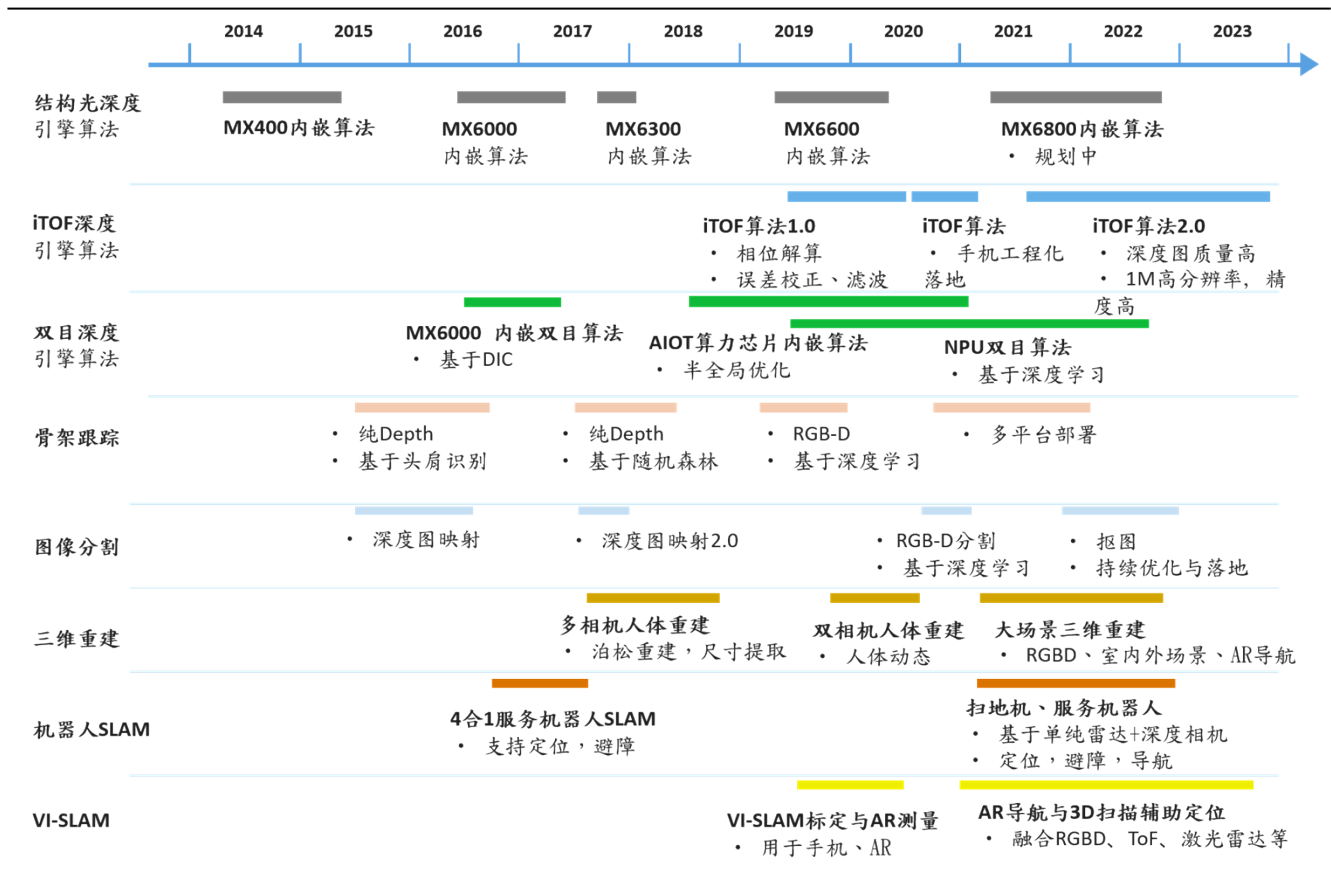 2014 2015 2016 2017 2018 2019 2020 2021 2022 2023
结构光深度
引擎算法
MX400内嵌算法
MX6000
内嵌算法
MX6300
内嵌算法
MX6600
内嵌算法
MX6800内嵌算法
• 规划中
iTOF深度
引擎算法
iTOF算法1.0
• 相位解算
• 误差校正、滤波
iTOF算法
• 手机工程化
落地
iTOF算法2.0
• 深度图质量高
• 1M高分辨率，精
度高
双目深度
引擎算法
MX6000 内嵌双目算法
• 基于DIC
AIOT算力芯片内嵌算法
• 半全局优化
NPU双目算法
• 基于深度学习
骨架跟踪
• 纯Depth
• 基于头肩识别
• 纯Depth
• 基于随机森林
• RGB-D
• 基于深度学习
• 多平台部署
图像分割
• 深度图映射
• 深度图映射2.0
• RGB-D分割
• 基于深度学习
• 抠图
• 持续优化与落地
三维重建
多相机人体重建
• 泊松重建，尺寸提取
双相机人体重建
• 人体动态
大场景三维重建
• RGBD、室内外场景、AR导航
机器人SLAM
4合1服务机器人SLAM
• 支持定位，避障
扫地机、服务机器人
• 基于单纯雷达+深度相机
• 定位，避障，导航
VI-SLAM
VI-SLAM标定与AR测量
• 用于手机、AR
AR导航与3D扫描辅助定位
• 融合RGBD、ToF、激光雷达等